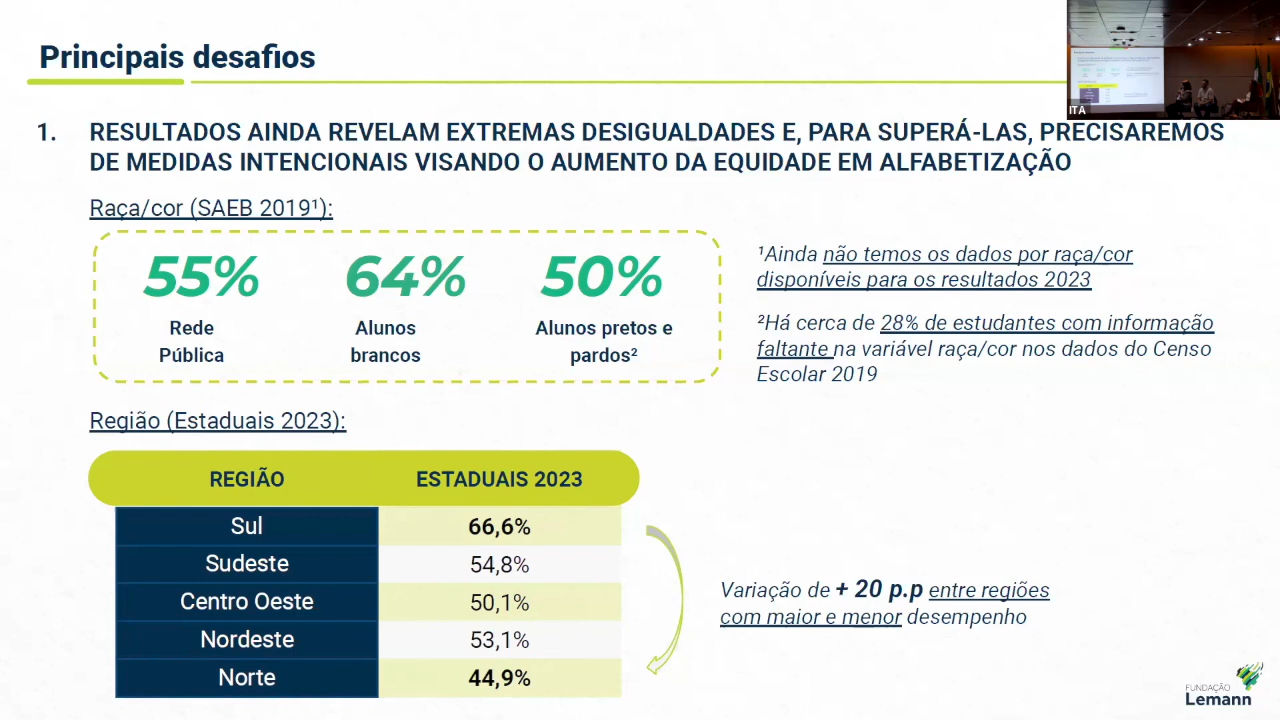 Principais desafios
ITA
1. RESULTADOS AINDA REVELAM EXTREMAS DESIGUALDADES E, PARA SUPERÁ-LAS, PRECISAREMOS
DE MEDIDAS INTENCIONAIS VISANDO O AUMENTO DA EQUIDADE EM ALFABETIZAÇÃO
Raça/cor (SAEB 2019¹):
55% 64% 50%
Rede Alunos Alunos pretos e
Pública brancos pardos²
¹Ainda não temos os dados por raça/cor
disponíveis para os resultados 2023
²Há cerca de 28% de estudantes com informação
faltante na variável raça/cor nos dados do Censo
Escolar 2019
Região (Estaduais 2023):
REGIÃO ESTADUAIS 2023
Sul 66,6%
Sudeste 54,8%
Centro Oeste 50,1%
Nordeste 53,1%
Norte 44,9%
Variação de + 20 p.p entre regiões
com maior e menor desempenho
FUNDAÇÃO
Lemann